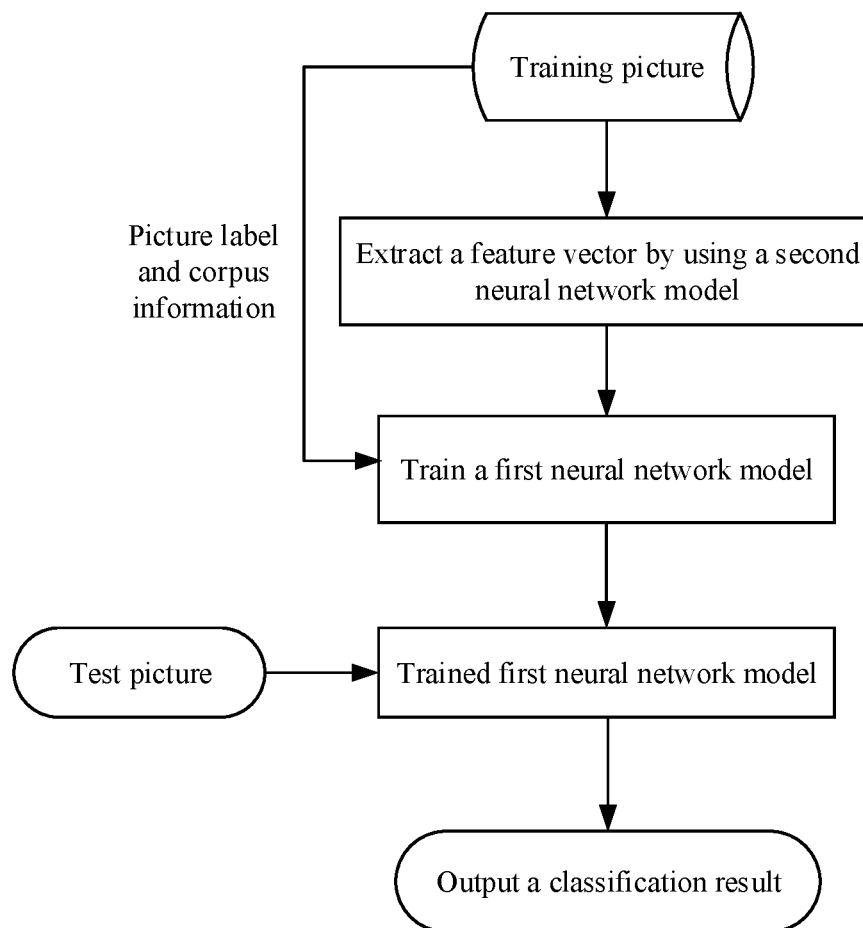 Training picture
Picture label
and corpus
information
Extract a feature vector by using a second
neural network model
Train a first neural network model
Test picture
Trained first neural network model
Output a classification result